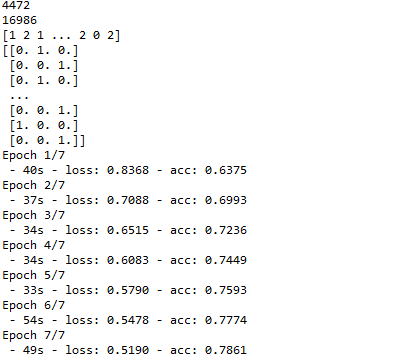 4472
16986
[1 2 1 ... 2 0 2]
[[0. 1. 0.]
 [0. 0. 1.]
 [0. 1. 0.]
 ...
 [0. 0. 1.]
 [1. 0. 0.]
 [0. 0. 1.]]
Epoch 1/7
 - 40s - loss: 0.8368 - acc: 0.6375
Epoch 2/7
 - 37s - loss: 0.7088 - acc: 0.6993
Epoch 3/7
 - 34s - loss: 0.6515 - acc: 0.7236
Epoch 4/7
 - 34s - loss: 0.6083 - acc: 0.7449
Epoch 5/7
 - 33s - loss: 0.5790 - acc: 0.7593
Epoch 6/7
 - 54s - loss: 0.5478 - acc: 0.7774
Epoch 7/7
 - 49s - loss: 0.5190 - acc: 0.7861